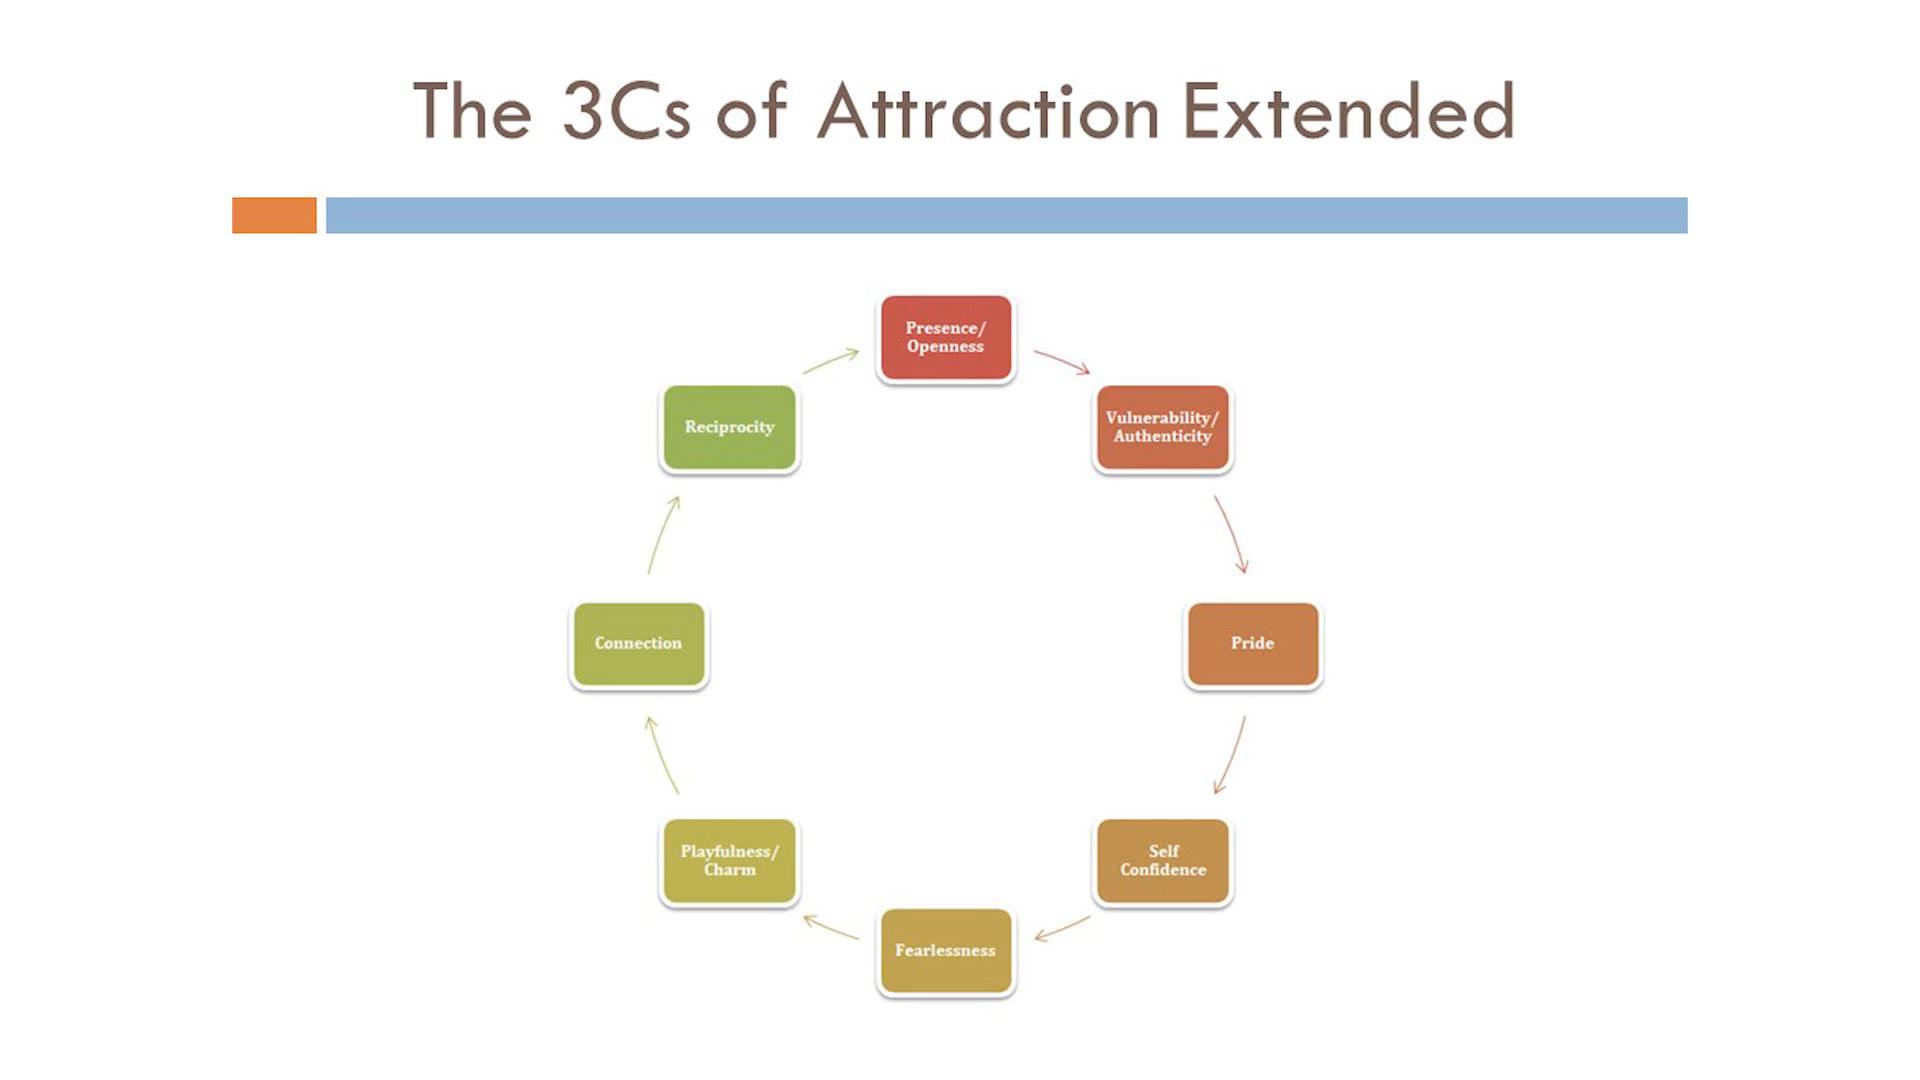 The 3Cs of Attraction Extended
Presence/
Openness
Vulnerability/
Authenticity
Pride
Self
Confidence
Fearlessness
Playfulness/
Charm
Connection
Reciprocity